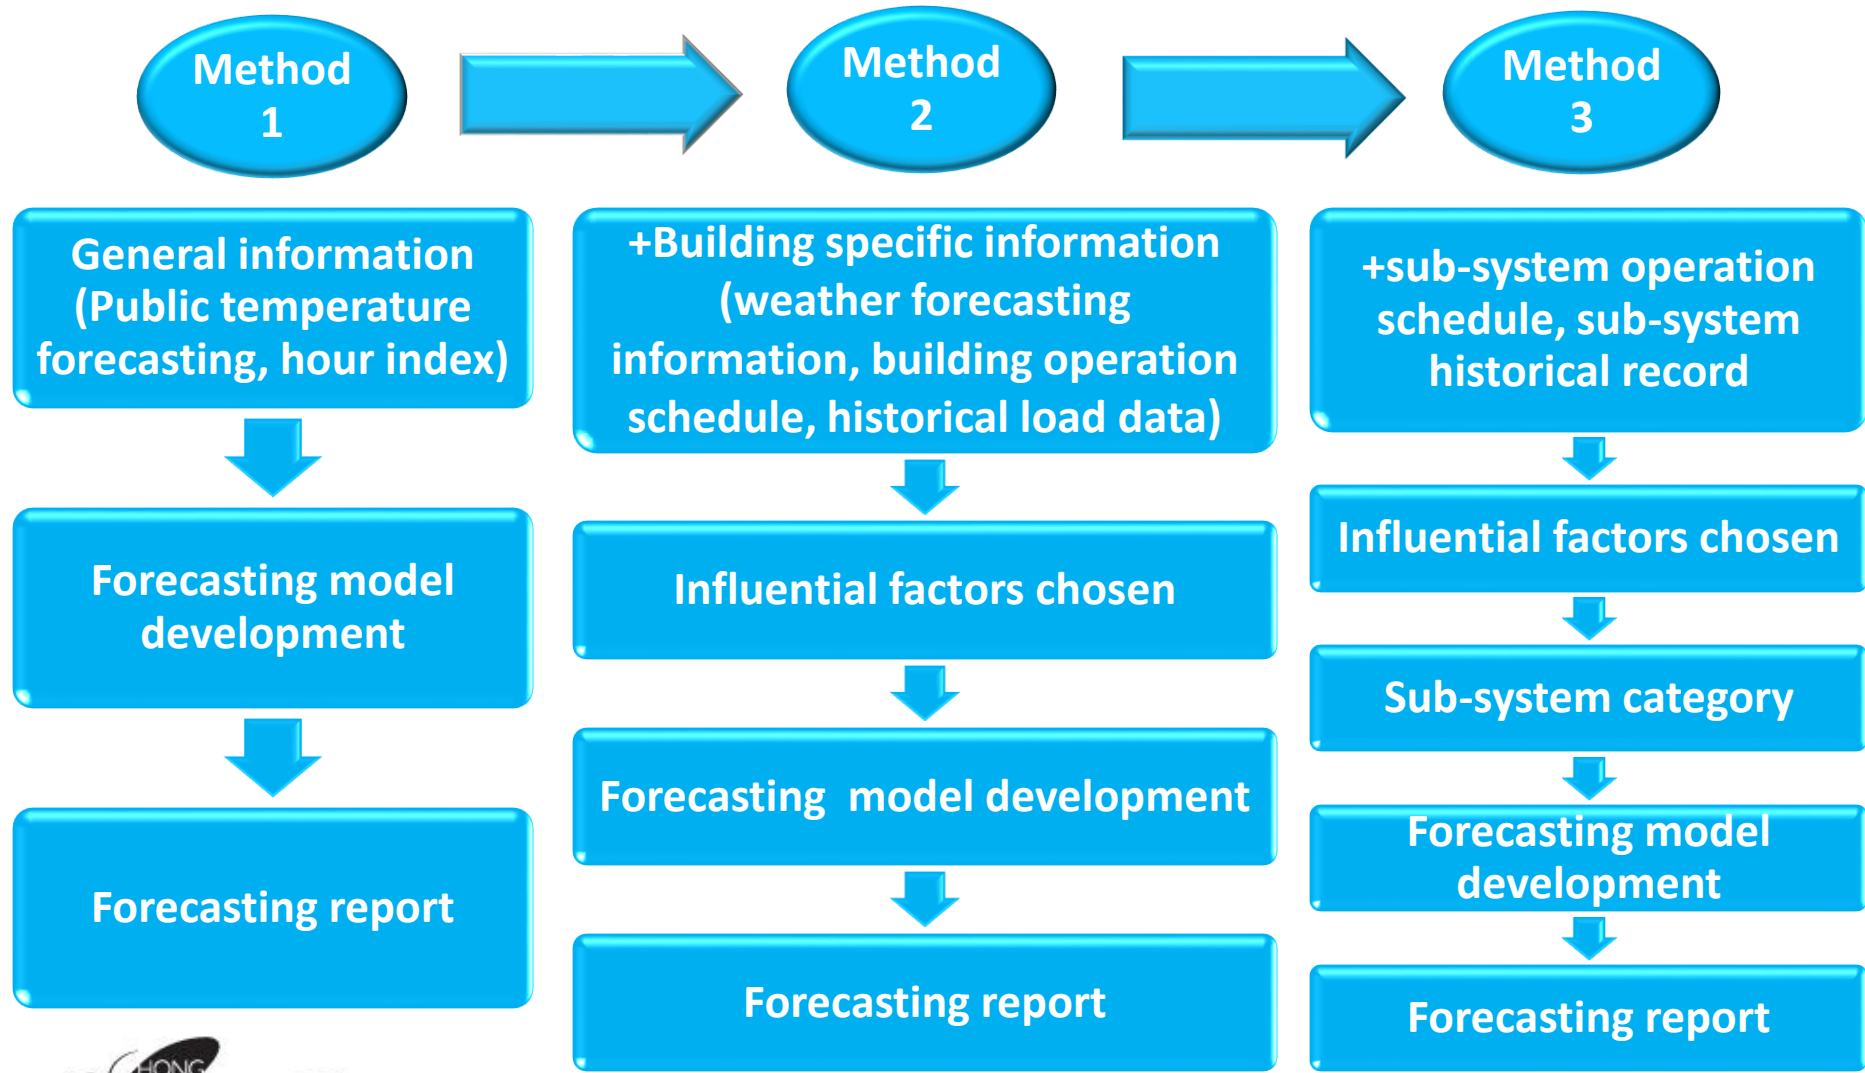 Method
1
Method
2
Method
3
General information
(Public temperature
forecasting, hour index)
Forecasting model
development
Forecasting report
+Building specific information
(weather forecasting
information, building operation
schedule, historical load data)
Influential factors chosen
Forecasting model development
Forecasting report
+sub-system operation
schedule, sub-system
historical record
Influential factors chosen
Sub-system category
Forecasting model
development
Forecasting report
HONG